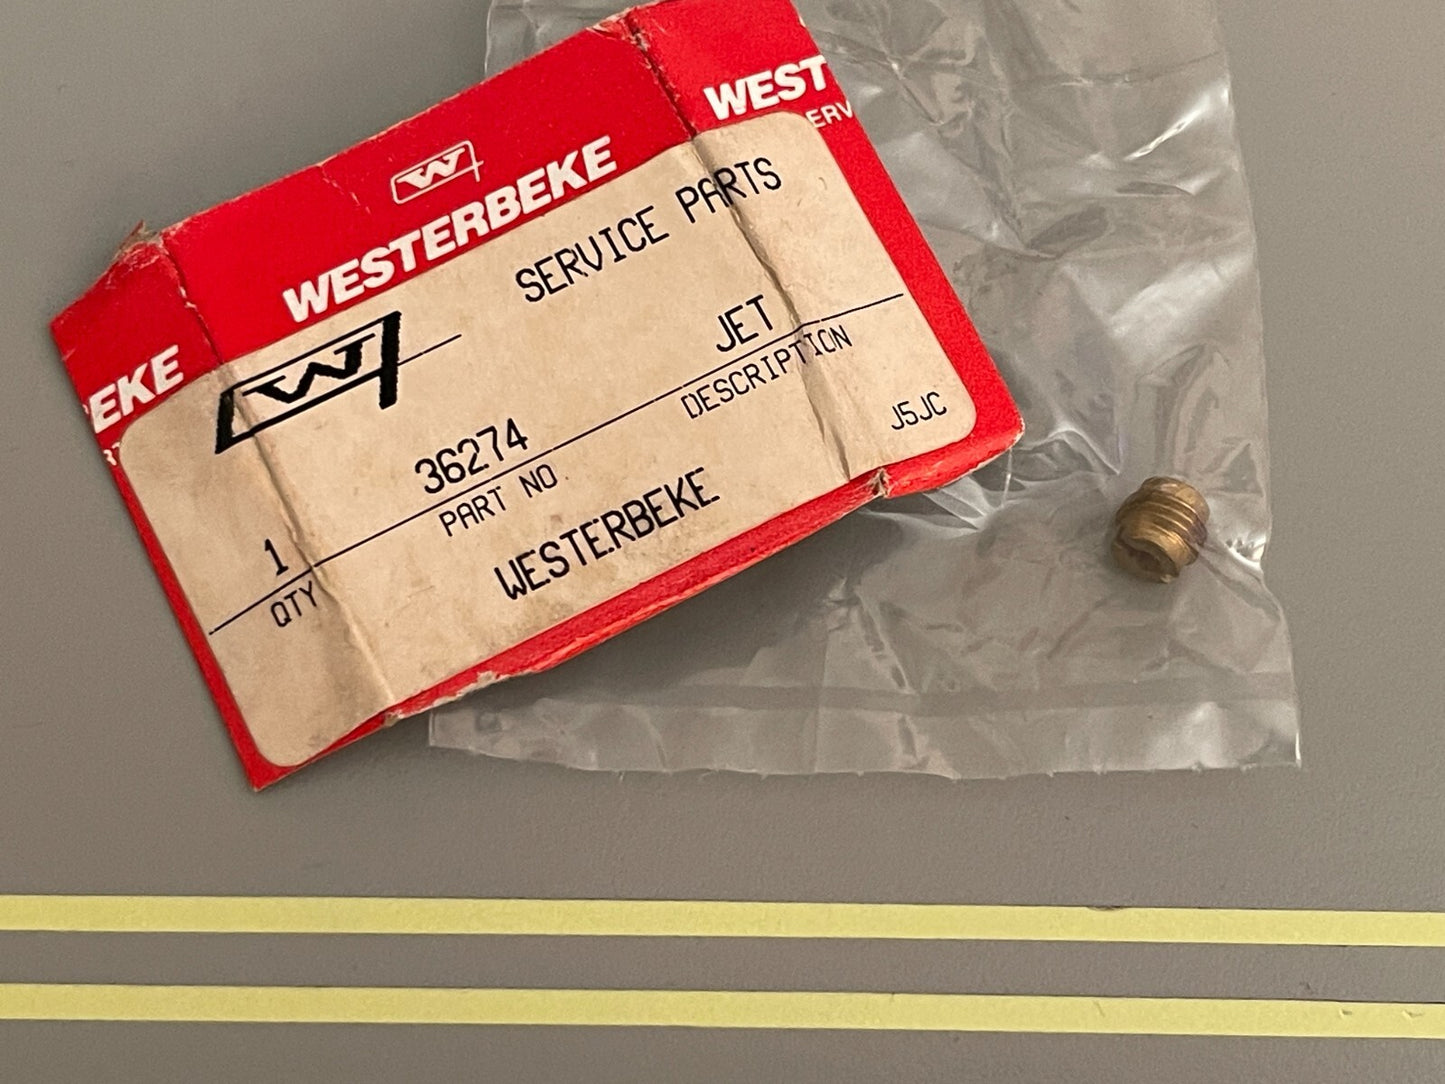 WEST
ERV
W
WESTERBEKE
EKE
W
SERVICE PARTS
JET
DESCRIPTION
J5JC
36274
PART NO
1
QTY
WESTERBEKE